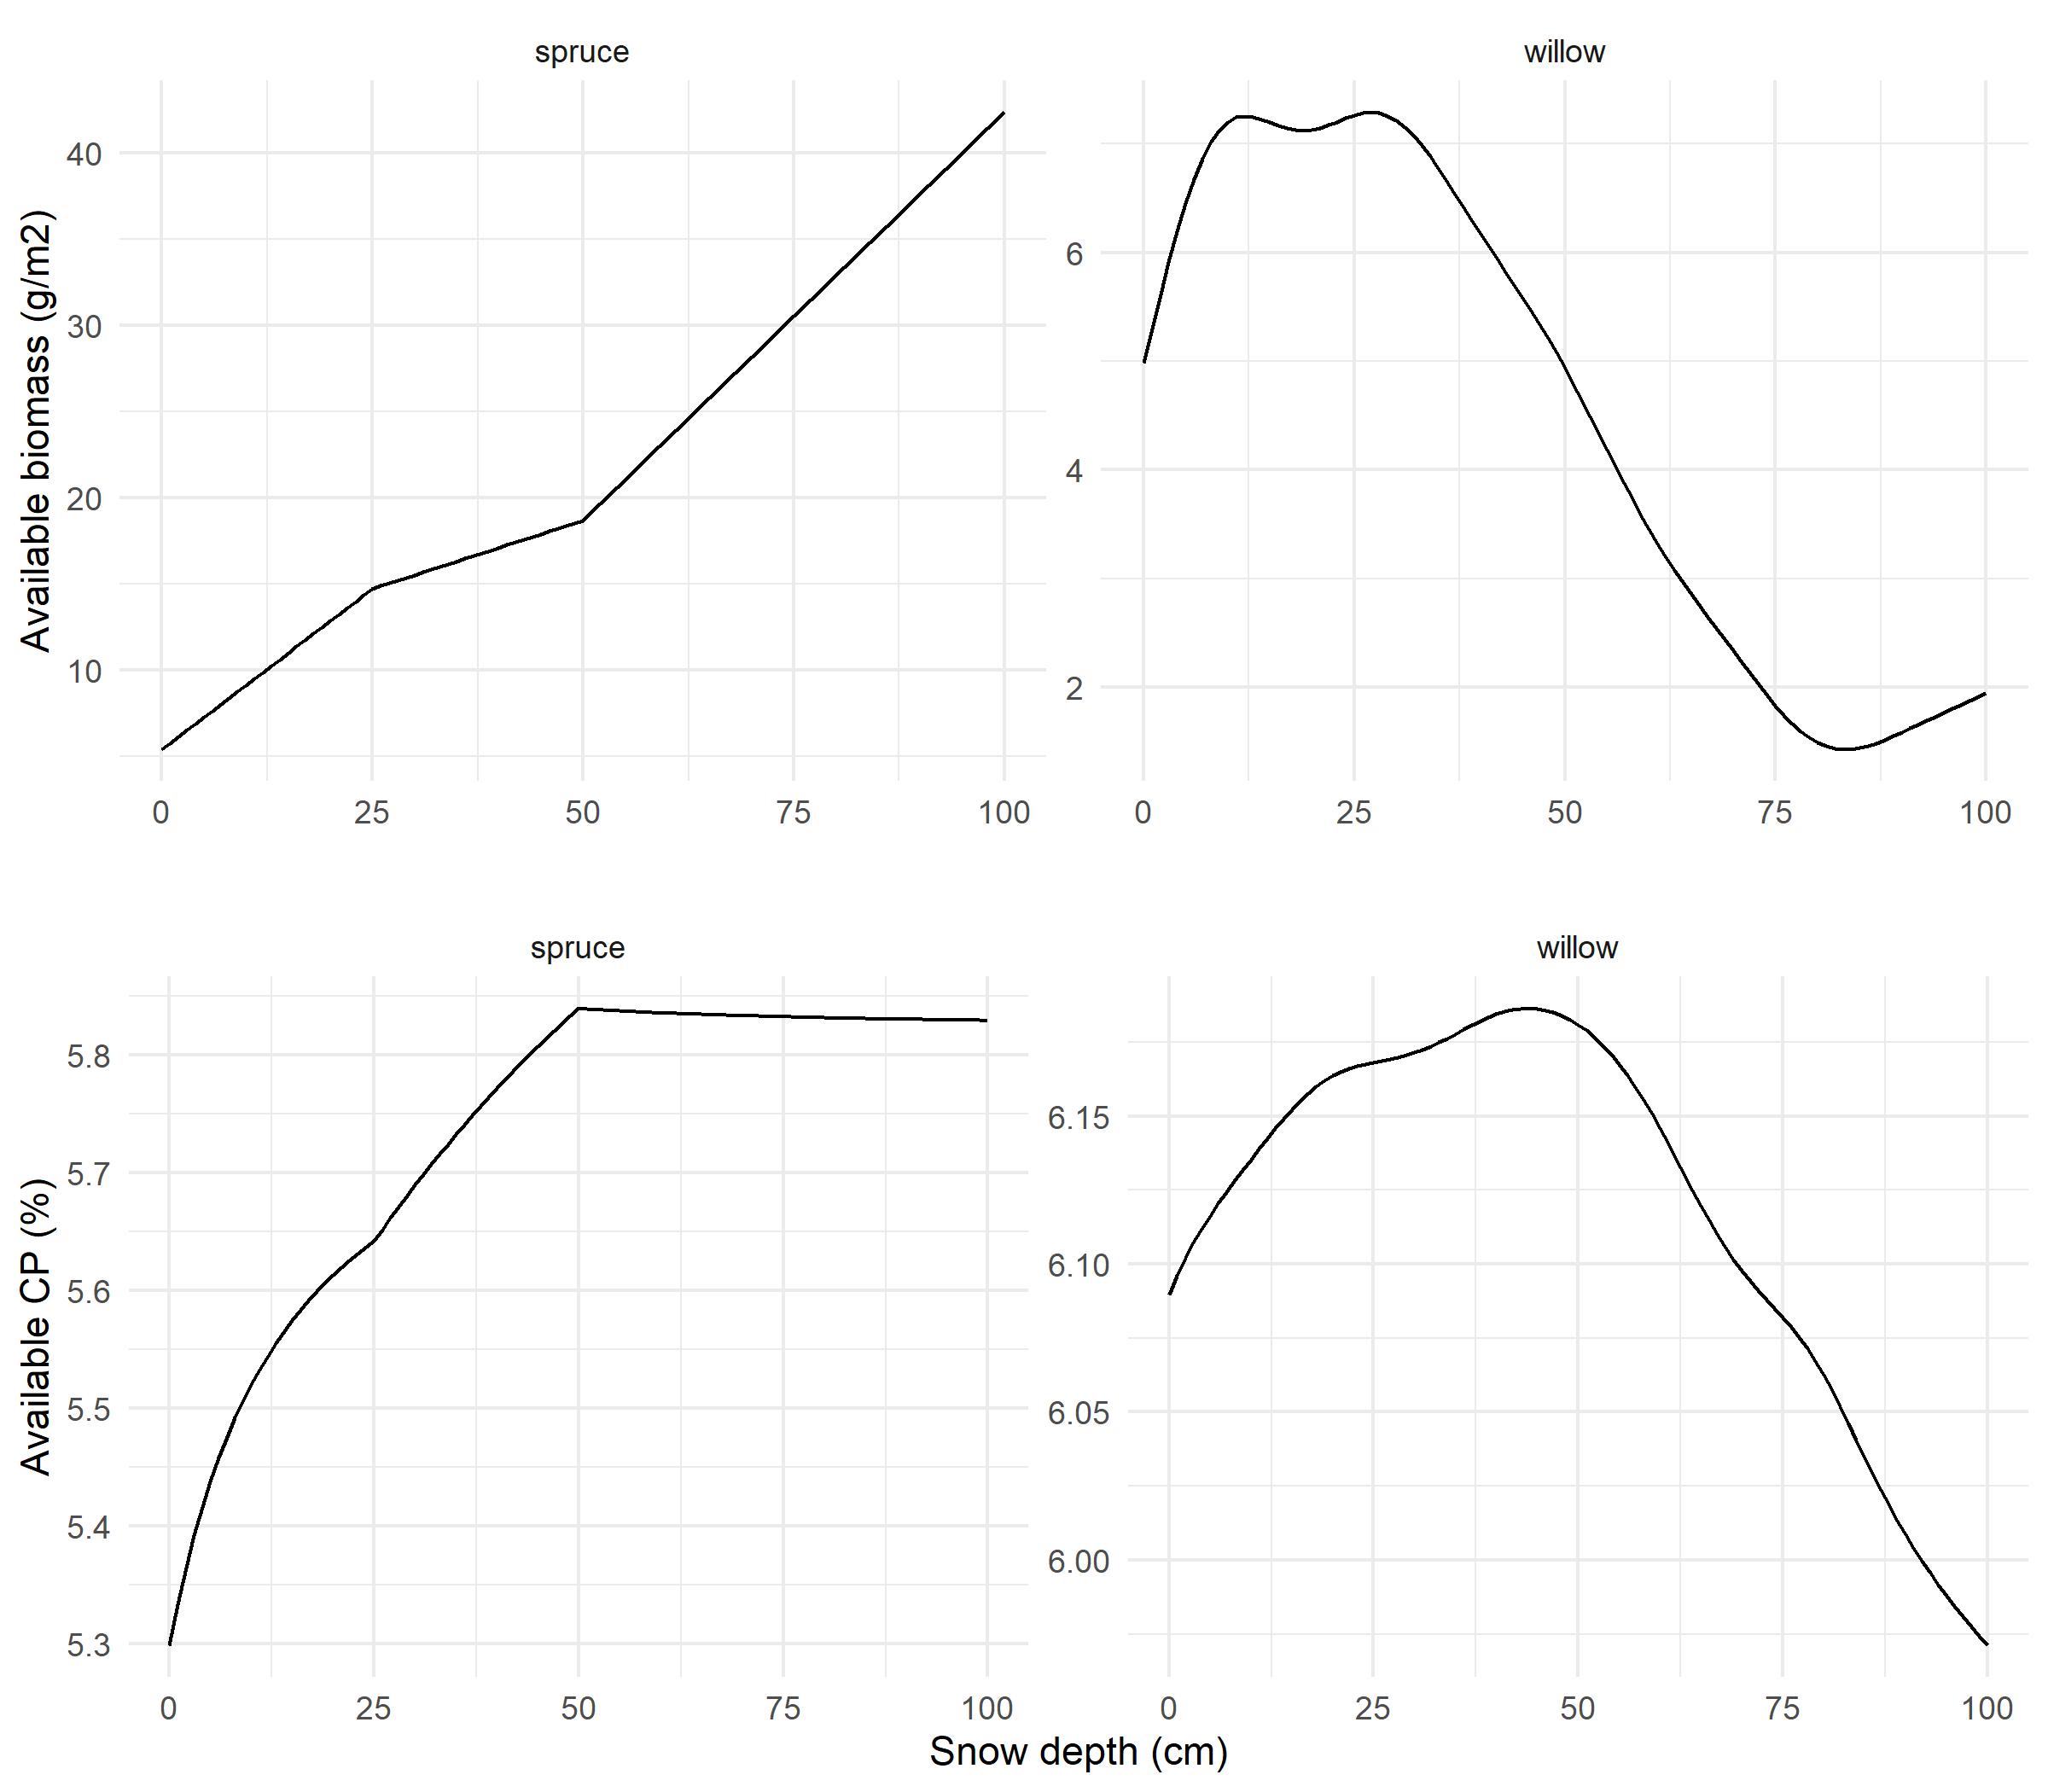 spruce
willow
Available biomass (g/m2)
40
30
20
10
6
4
2
0 25 50 75 100
0 25 50 75 100
spruce
willow
Available CP (%)
5.8
5.7
5.6
5.5
5.4
5.3
6.15
6.10
6.05
6.00
0 25 50 75 100
0 25 50 75 100
Snow depth (cm)